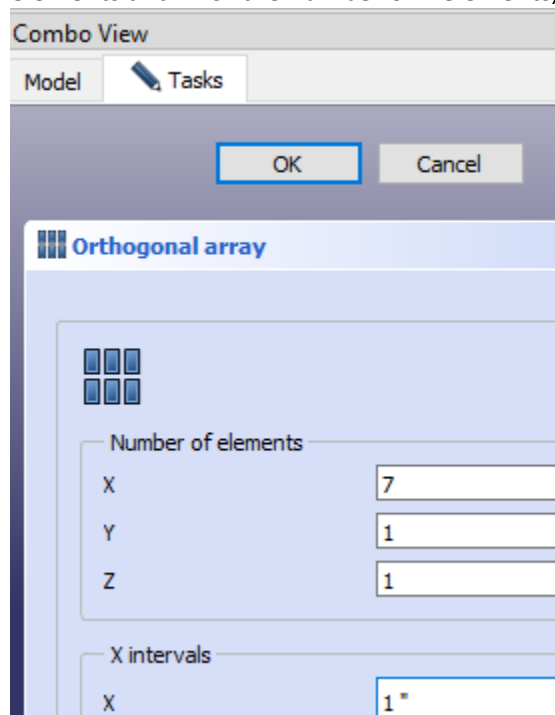 Combo View
Model Tasks
OK Cancel
Orthogonal array
Number of elements
X 7
Y 1
Z 1
X intervals
X 1 "